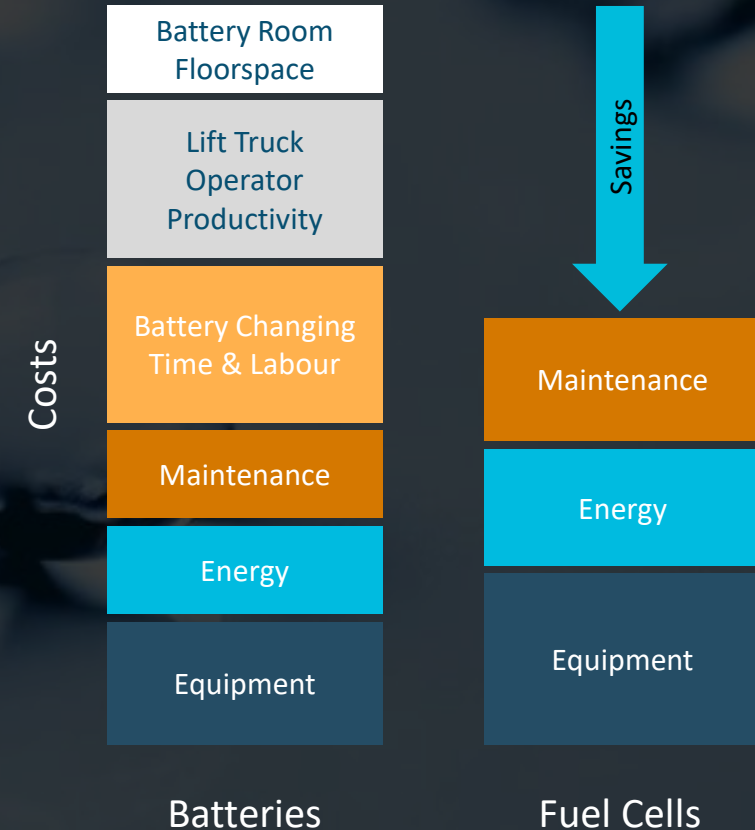 Costs
Battery Room
Floorspace
Lift Truck
Operator
Productivity
Battery Changing
Time & Labour
Maintenance
Energy
Equipment
Batteries
Savings
Maintenance
Energy
Equipment
Fuel Cells